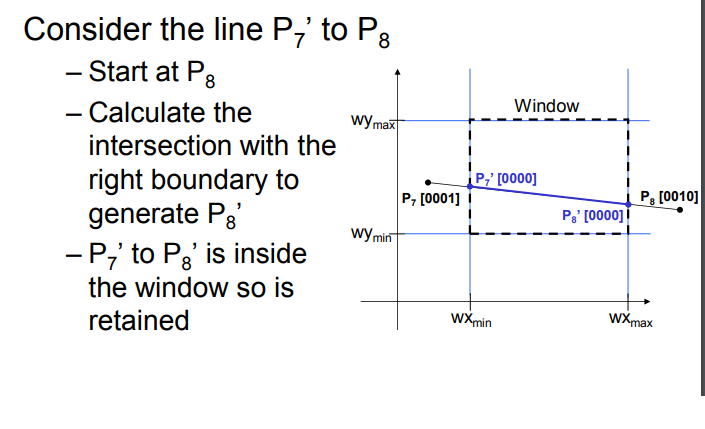 Consider the line P7’ to P8
– Start at P8
– Calculate the
intersection with the
right boundary to
generate P8’
– P7’ to P8’ is inside
the window so is
retained
Window
wymax
P7’ [0000]
P7 [0001]
P8 [0010]
P8’ [0000]
wymin
wxmin
wxmax